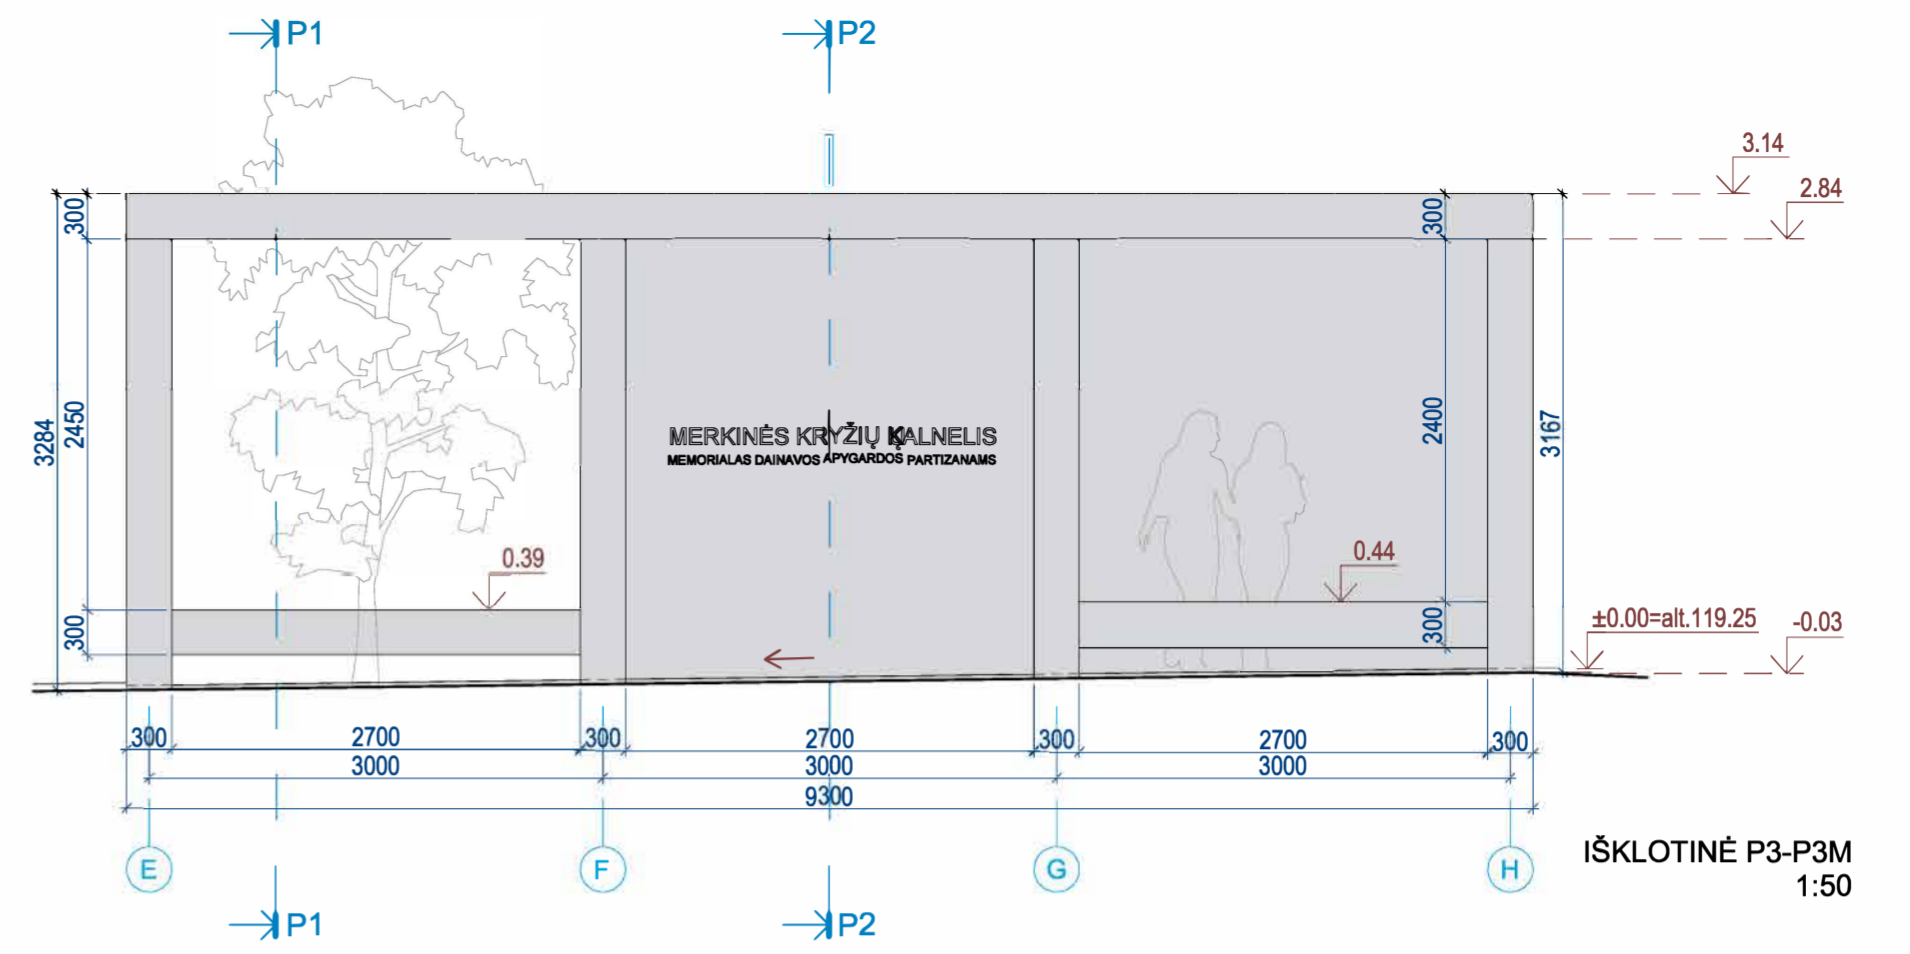 P1 P2
3.14
2.84
300 300
3284 2450 2400 3167
MERKINĖS KRYŽIŲ KALNELIS
MEMORIALAS DAINAVOS APYGARDOS PARTIZANAMS
0.39 0.44
300 300
±0.00=alt.119.25 -0.03
300 2700 300 2700 300 2700 300
3000 3000 3000
9300
E F G H
IŠKLOTINĖ P3-P3M
1:50
P1 P2